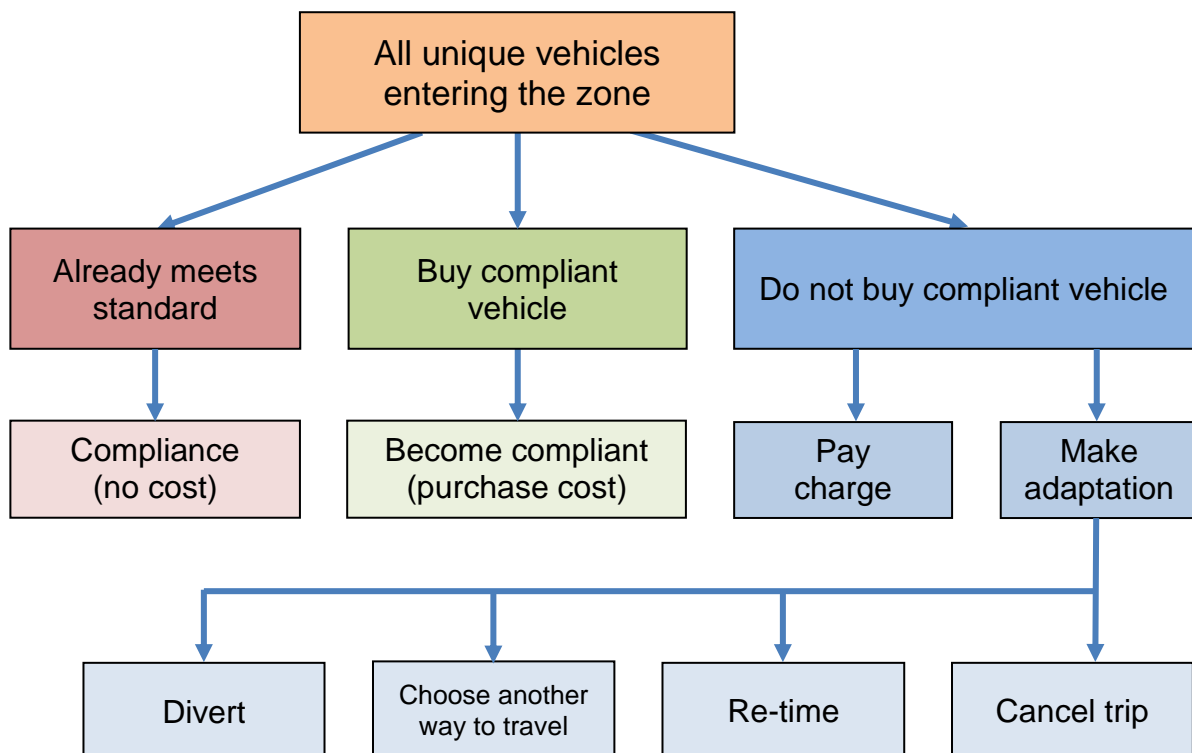 All unique vehicles
entering the zone
Already meets
standard
Buy compliant
vehicle
Do not buy compliant vehicle
Compliance
(no cost)
Become compliant
(purchase cost)
Pay
charge
Make
adaptation
Divert
Choose another
way to travel
Re-time
Cancel trip